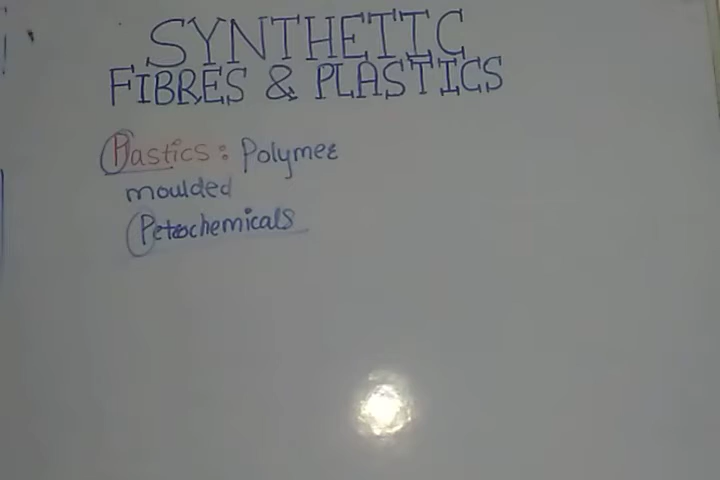 SYNTHETIC
FIBRES & PLASTICS
Plastics: Polymer
moulded
Petrochemicals